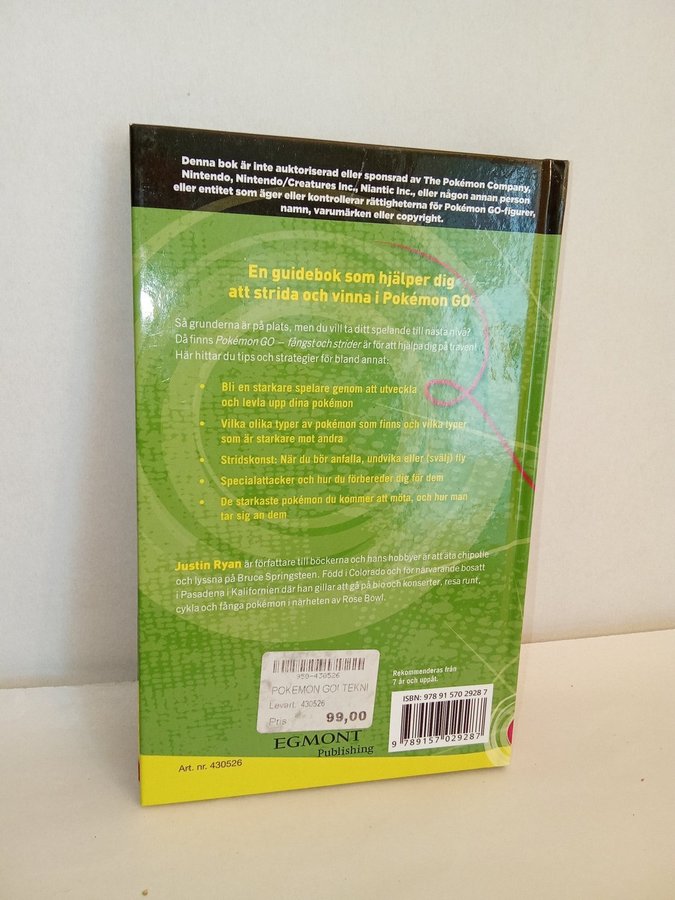 Denna bok är inte auktoriserad eller sponsrad av The Pokémon Company,
Nintendo, Nintendo/Creatures Inc., Niantic Inc., eller någon annan person
eller entitet som äger eller kontrollerar rättigheterna för Pokémon GO-figurer,
namn, varumärken eller copyright.
En guidebok som hjälper dig
att strida och vinna i Pokémon GO
Så grunderna är på plats, men du vill ta ditt spelande till nästa nivå?
Då finns Pokémon GO – fångst och strider är för att hjälpa dig på traven!
Här hittar du tips och strategier för bland annat:
• Bli en starkare spelare genom att utveckla
och levla upp dina pokémon
• Vilka olika typer av pokémon som finns och vilka typer
som är starkare mot andra
• Stridskonst: När du bör anfalla, undvika eller (svälj) fly
• Specialattacker och hur du förbereder dig för dem
• De starkaste pokémon du kommer att möta, och hur man
tar sig an dem
Justin Ryan är författare till böckerna och hans hobbyer är att äta chipotle
och lyssna på Bruce Springsteen. Född i Colorado och för närvarande bosatt
i Pasadena i Kalifornien där han gillar att gå på bio och konserter, resa runt,
cykla och fånga pokémon i närheten av Rose Bowl.
959-430526
POKEMON GO! TEKNI
Levart. 430526
Pris 99,00
EGMONT
Publishing
Rekommenderas från
7 år och uppåt.
ISBN: 978 91 570 2928 7
9 789157 029287
Art. nr. 430526